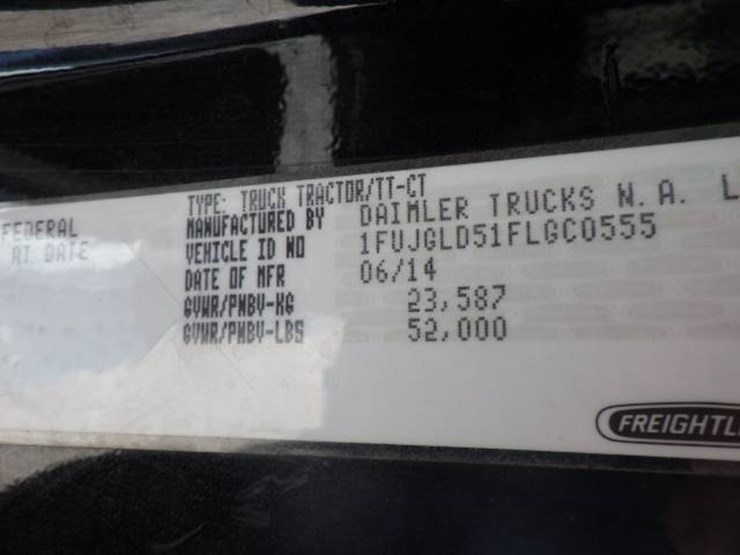 FEDERAL
AT DATE
TYPE: TRUCK TRACTOR/TT-CT
MANUFACTURED BY DAIMLER TRUCKS N.A. L
VEHICLE ID NO 1FUJGLD51FLGC0555
DATE OF MFR 06/14
GVWR/PNBV-KG 23,587
GVWR/PNBV-LBS 52,000
FREIGHTL